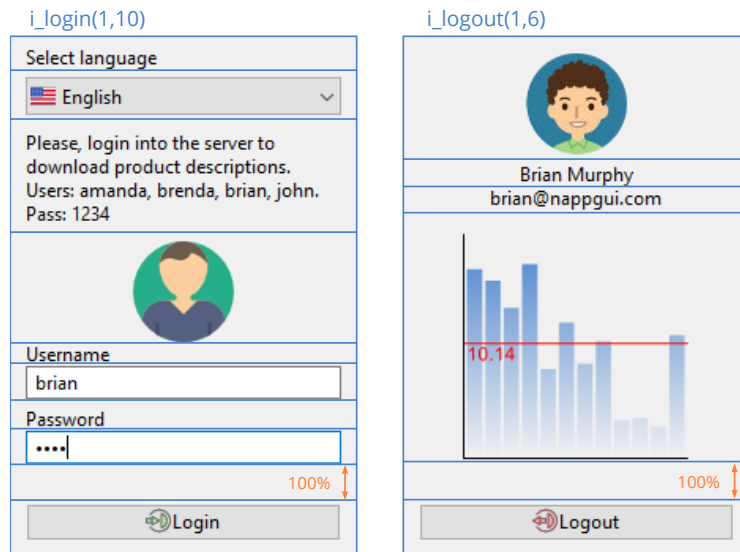 i_login(1,10)
Select language
English
Please, login into the server to
download product descriptions.
Users: amanda, brenda, brian, john.
Pass: 1234
Username
brian
Password
••••
100%
Login
i_logout(1,6)
Brian Murphy
brian@nappgui.com
10.14
100%
Logout